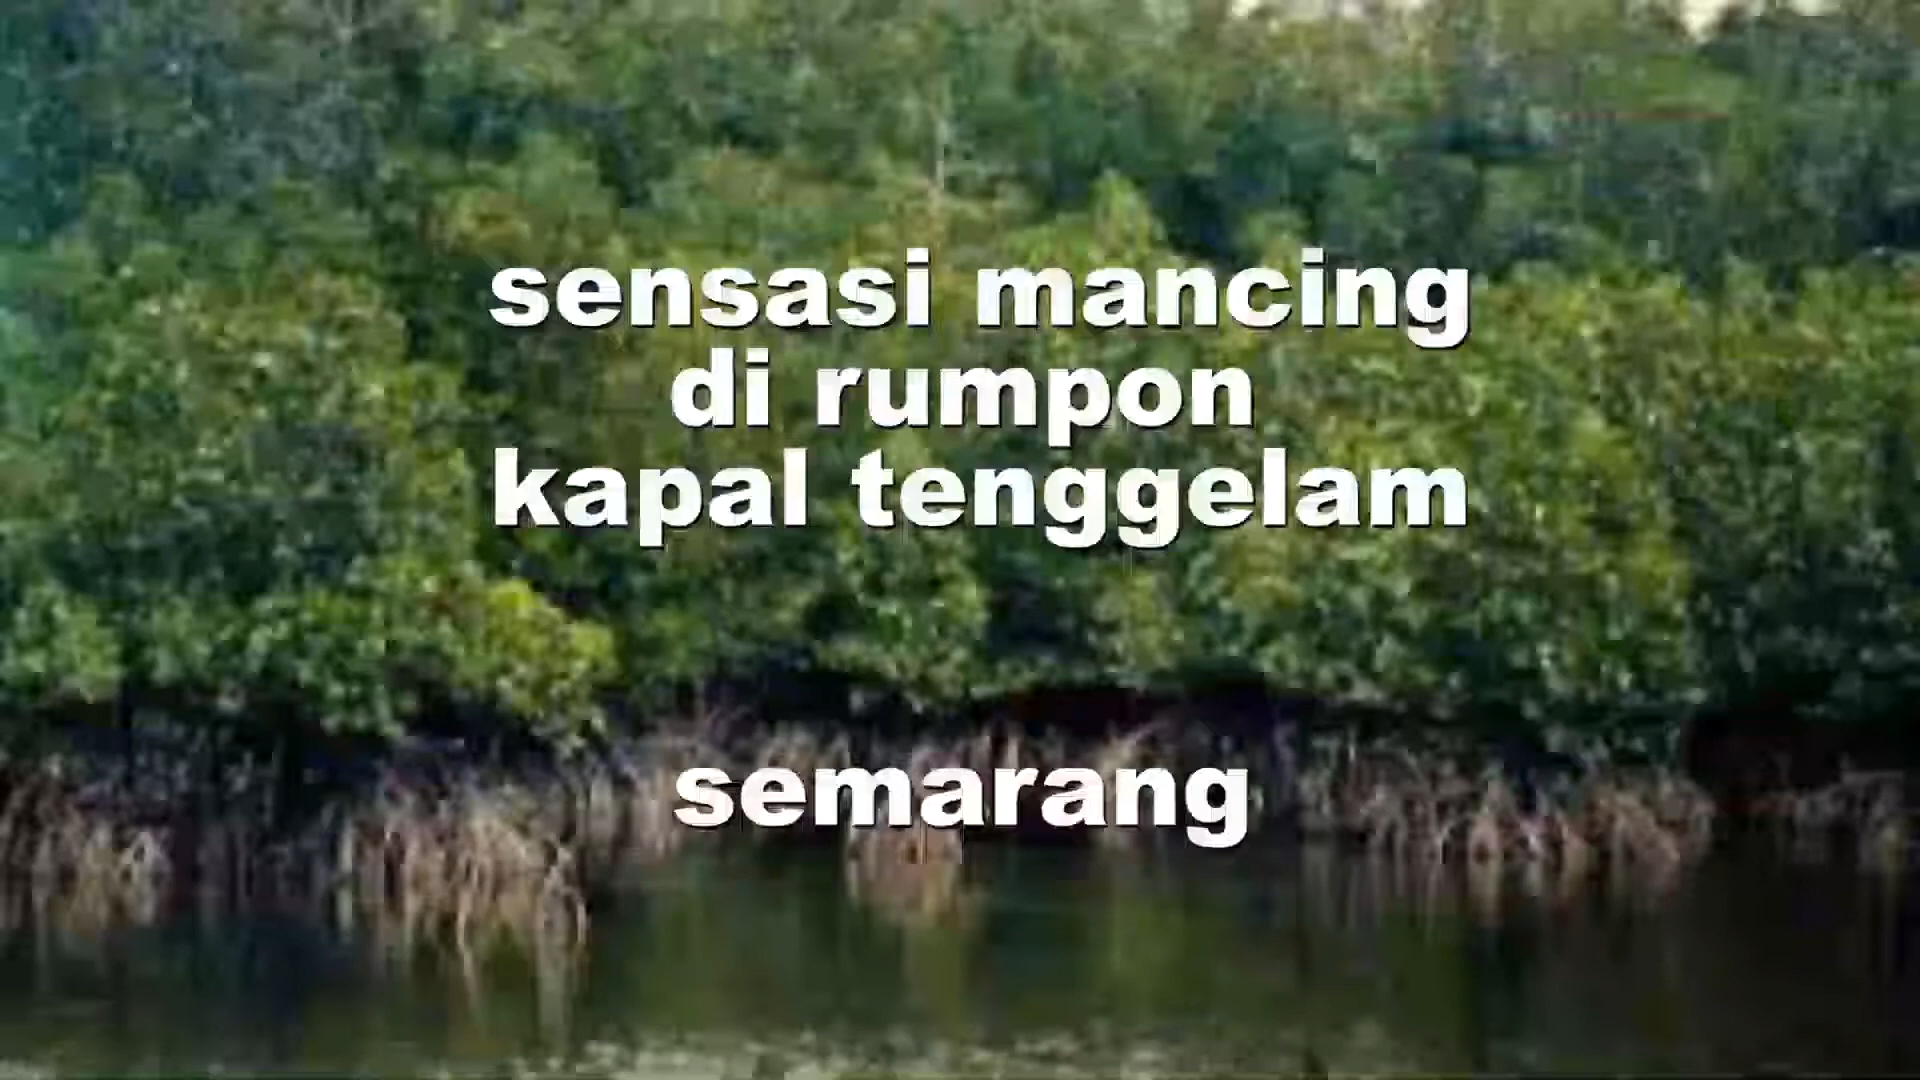 sensasi mancing
di rumpon
kapal tenggelam
semarang